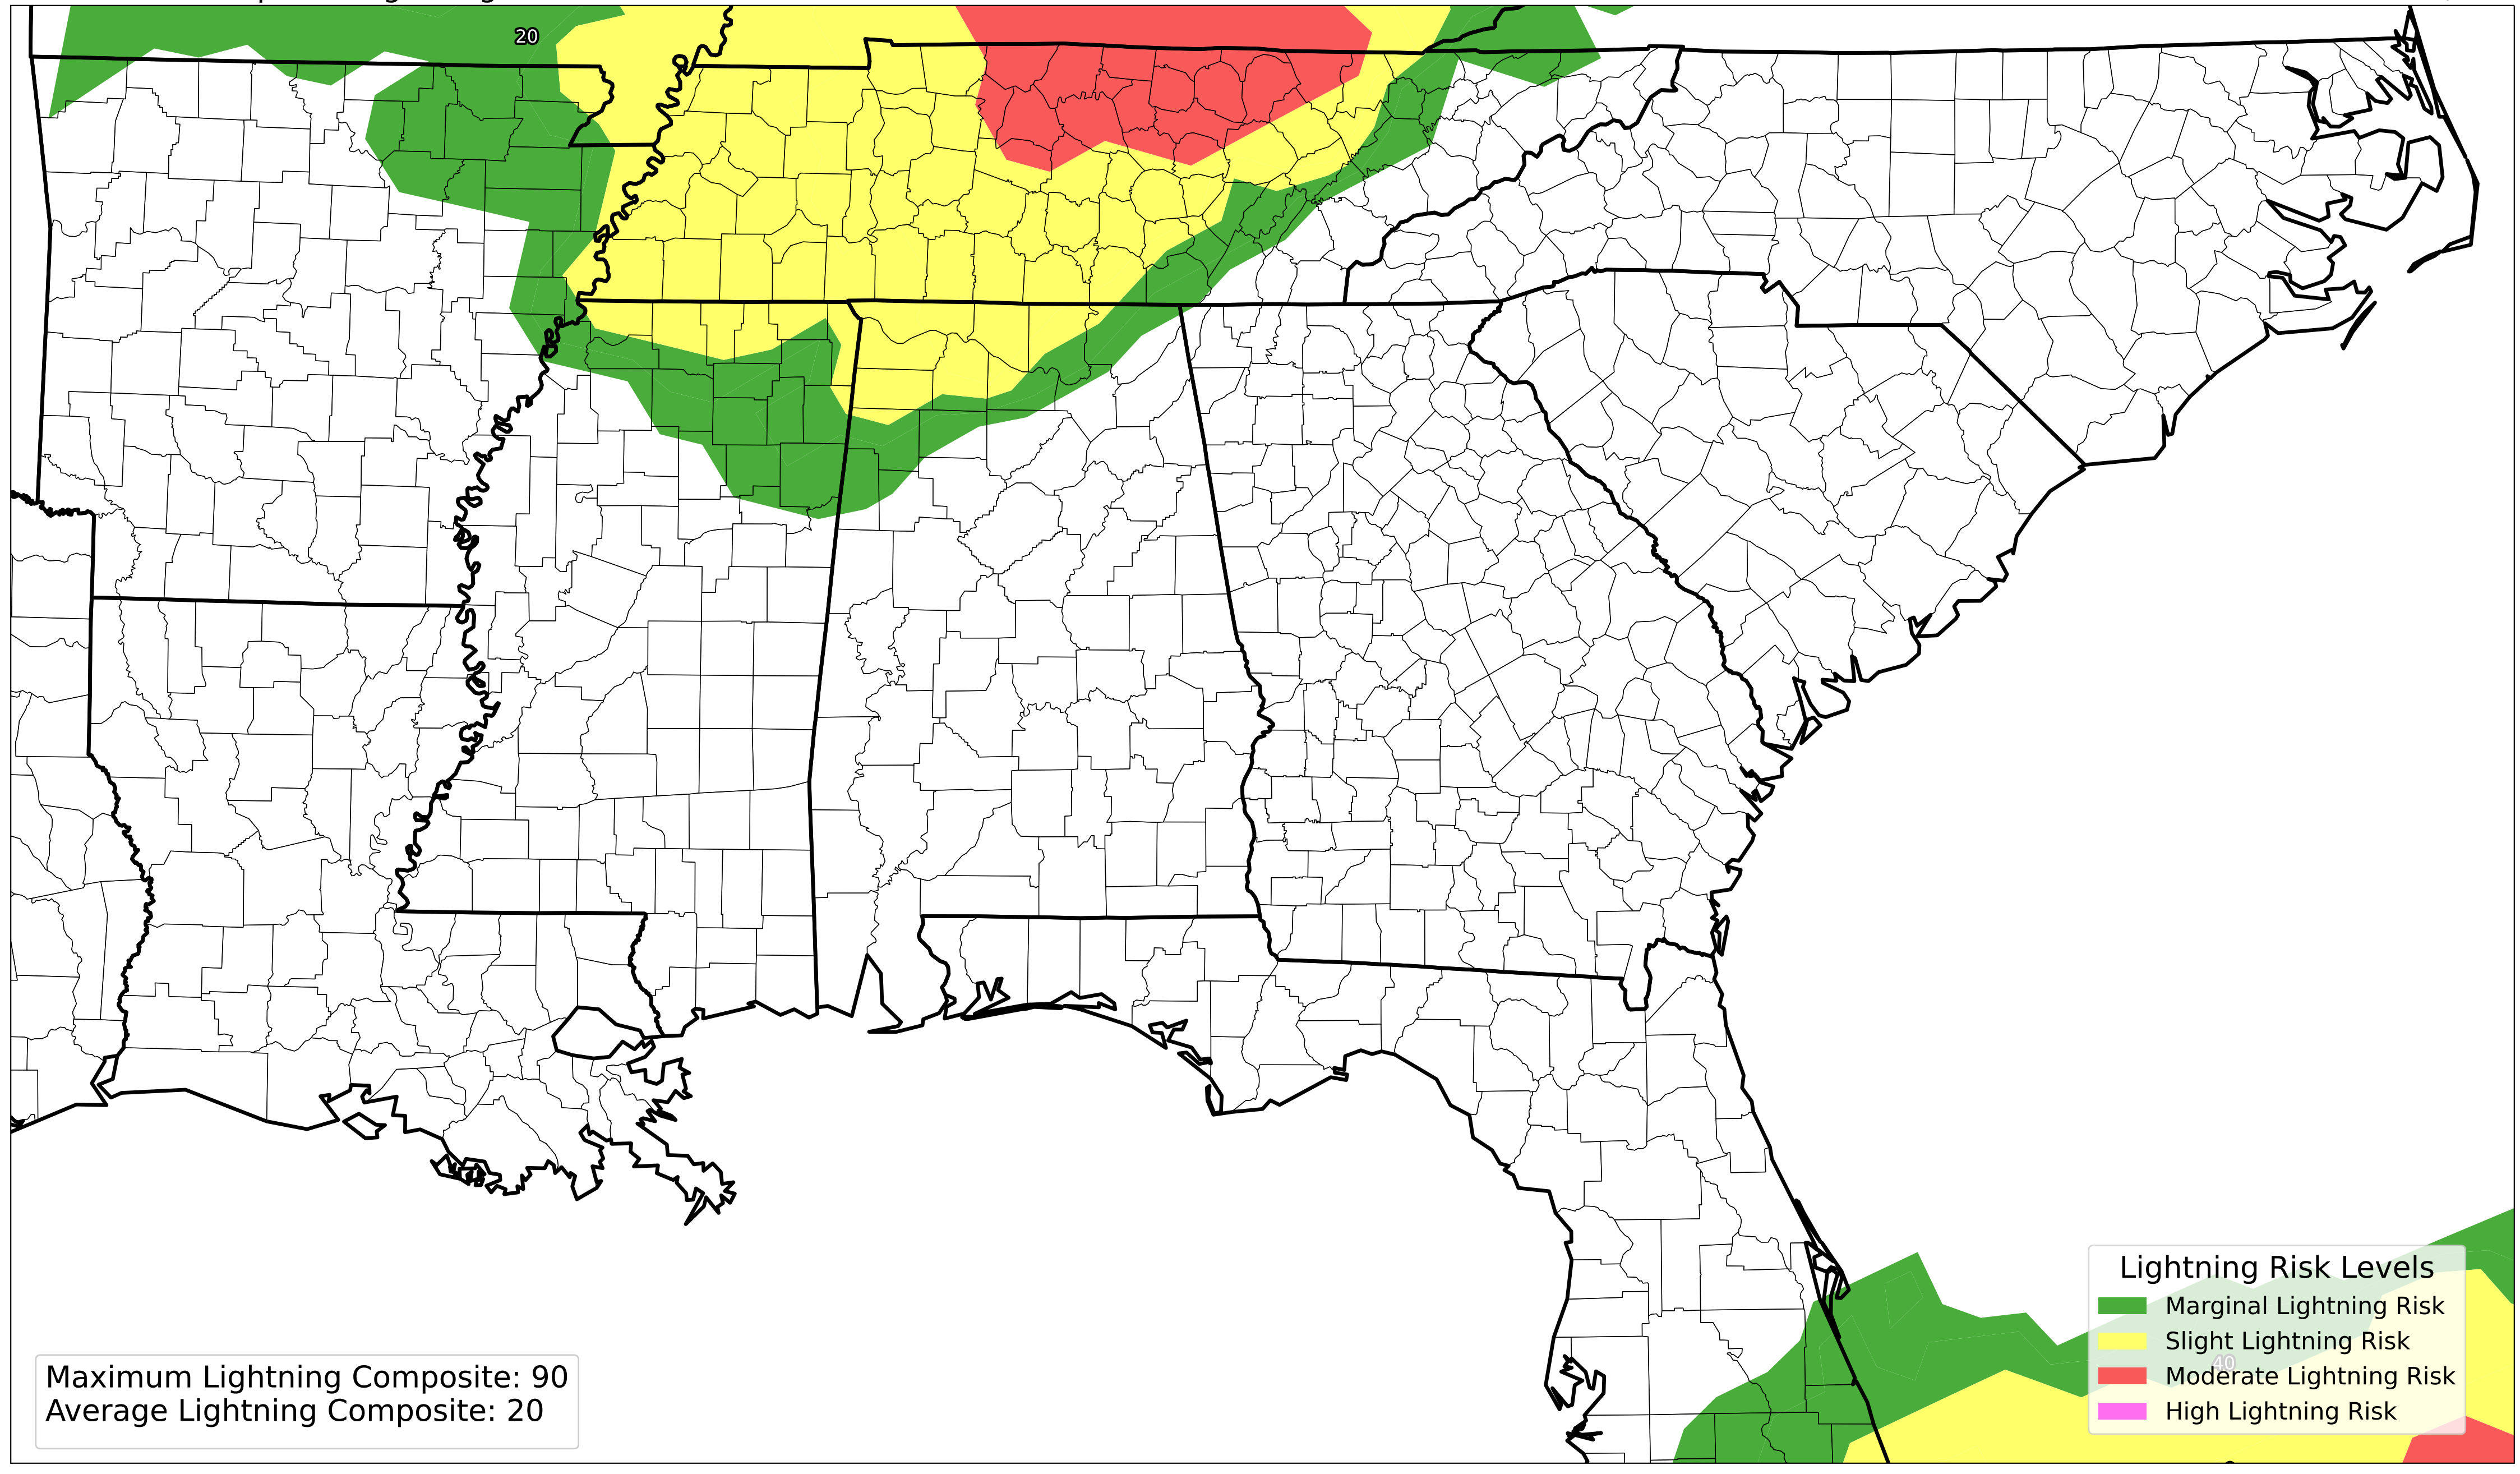 20
Lightning Risk Levels
Marginal Lightning Risk
Slight Lightning Risk
40
Moderate Lightning Risk
High Lightning Risk
Maximum Lightning Composite: 90
Average Lightning Composite: 20